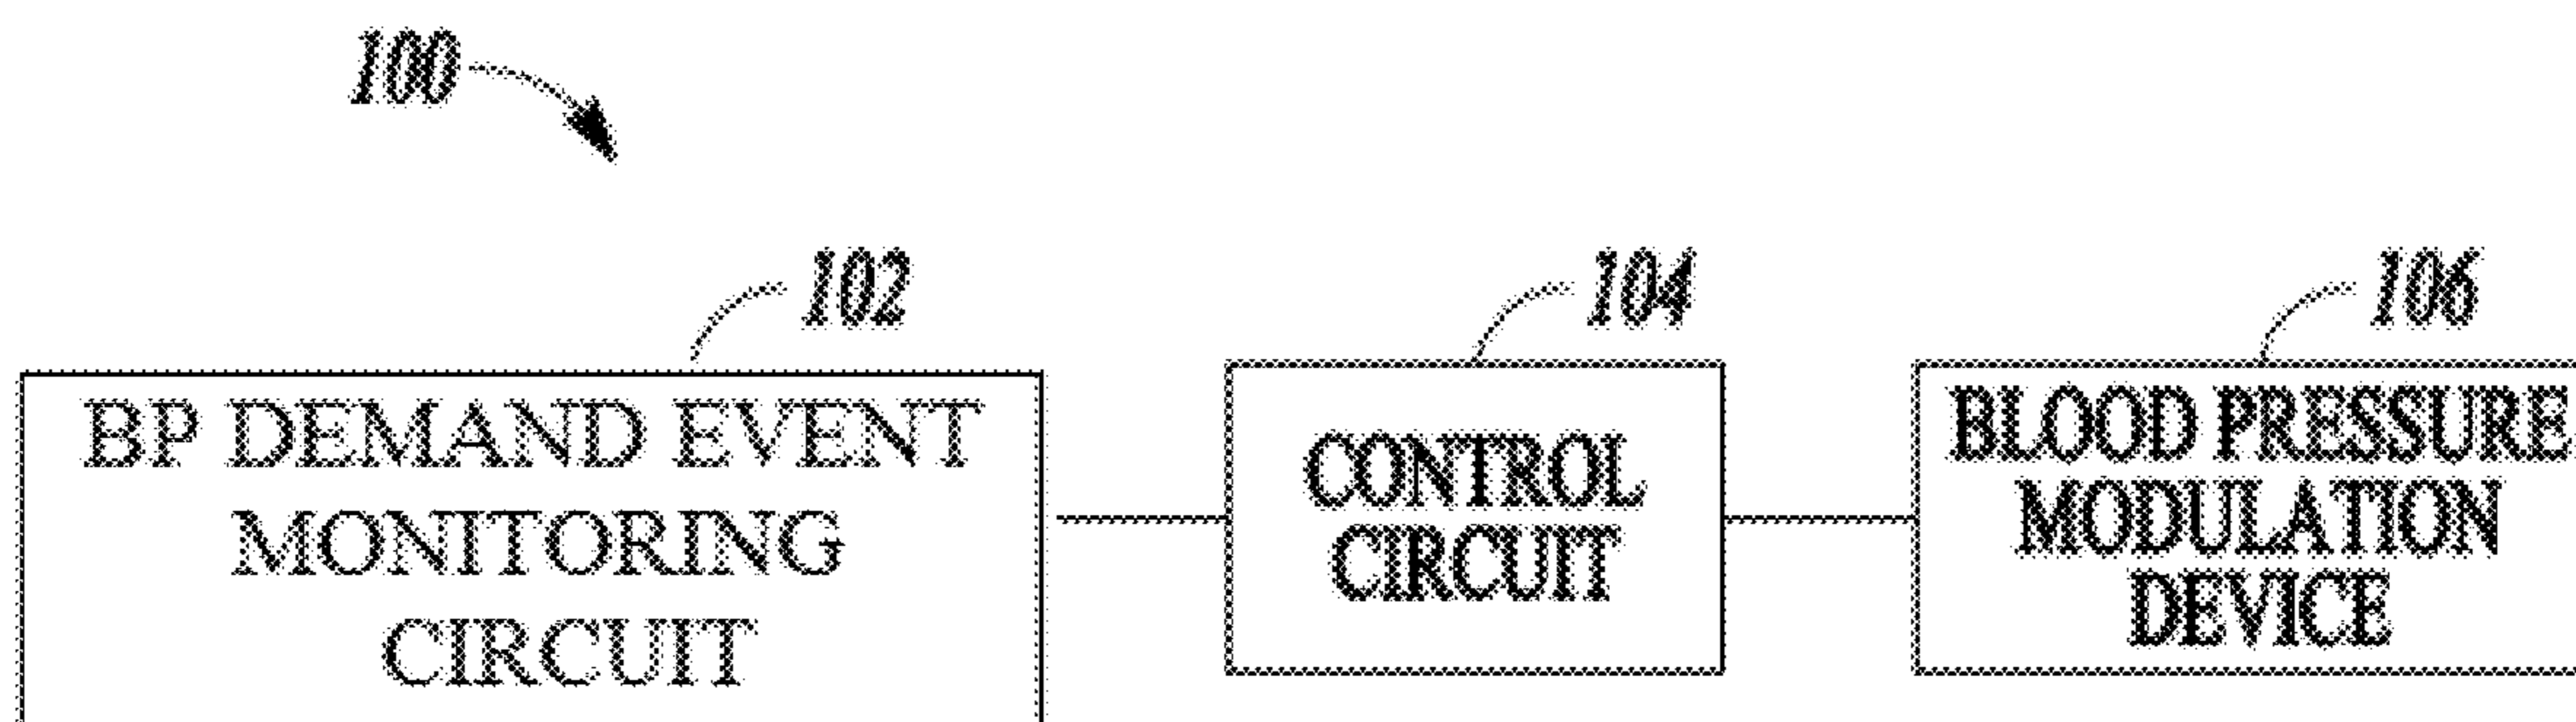 100
102
104
106
BP DEMAND EVENT
MONITORING
CIRCUIT
CONTROL
CIRCUIT
BLOOD PRESSURE
MODULATION
DEVICE